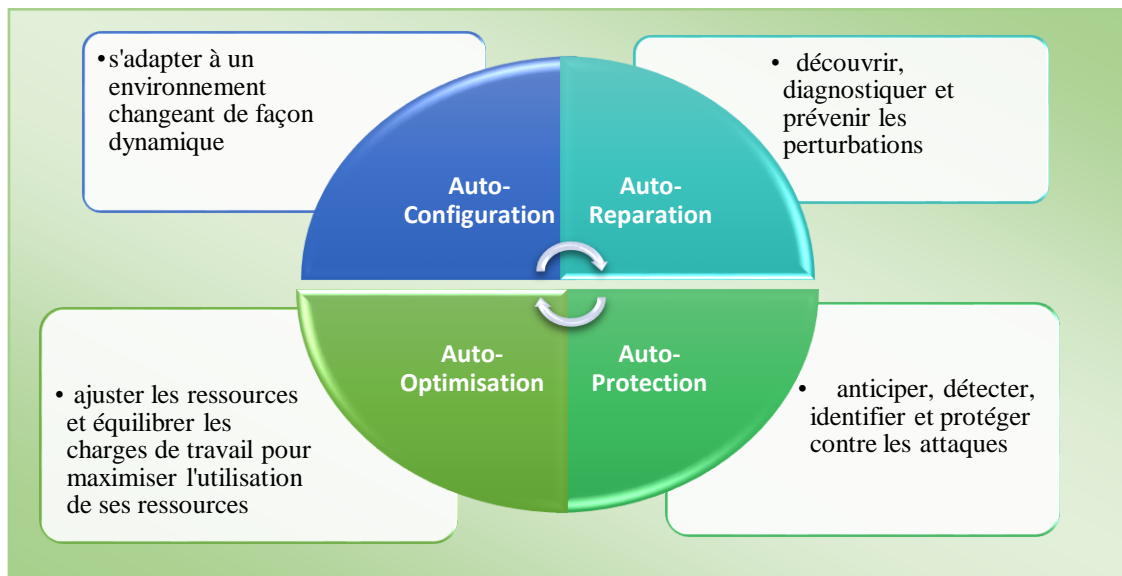 •s'adapter à un
environnement
changeant de façon
dynamique
• découvrir,
diagnostiquer et
prévenir les
perturbations
Auto-
Configuration
Auto-
Reparation
Auto-
Optimisation
Auto-
Protection
• ajuster les ressources
et équilibrer les
charges de travail pour
maximiser l'utilisation
de ses ressources
• anticiper, détecter,
identifier et protéger
contre les attaques